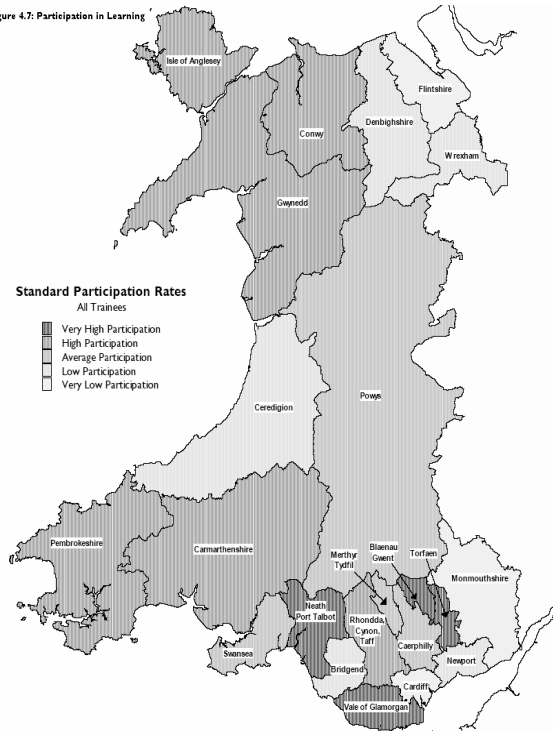 gure 4.7: Participation in Learning
Isle of Anglesey
Flintshire
Denbighshire
Conwy
Wrexham
Gwynedd
Standard Participation Rates
All Trainees
Very High Participation
High Participation
Average Participation
Low Participation
Very Low Participation
Powys
Ceredigion
Pembrokeshire
Carmarthenshire
Merthyr
Tydfil
Blaenau
Gwent
Torfaen
Monmouthshire
Neath
Port Talbot
Rhondda,
Cynon,
Taff
Caerphilly
Swansea
Newport
Bridgend
Cardiff
Vale of Glamorgan